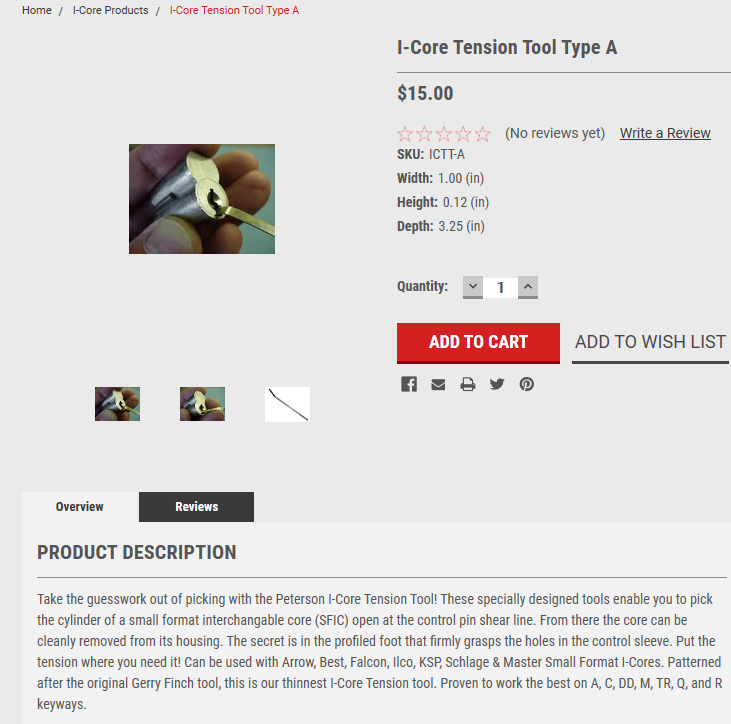 Home / I-Core Products / I-Core Tension Tool Type A
I-Core Tension Tool Type A
$15.00
(No reviews yet) Write a Review
SKU: ICTT-A
Width: 1.00 (in)
Height: 0.12 (in)
Depth: 3.25 (in)
Quantity: 1
ADD TO CART ADD TO WISH LIST
Overview Reviews
PRODUCT DESCRIPTION
Take the guesswork out of picking with the Peterson I-Core Tension Tool! These specially designed tools enable you to pick
the cylinder of a small format interchangable core (SFIC) open at the control pin shear line. From there the core can be
cleanly removed from its housing. The secret is in the profiled foot that firmly grasps the holes in the control sleeve. Put the
tension where you need it! Can be used with Arrow, Best, Falcon, Ilco, KSP, Schlage & Master Small Format I-Cores. Patterned
after the original Gerry Finch tool, this is our thinnest I-Core Tension tool. Proven to work the best on A, C, DD, M, TR, Q, and R
keyways.